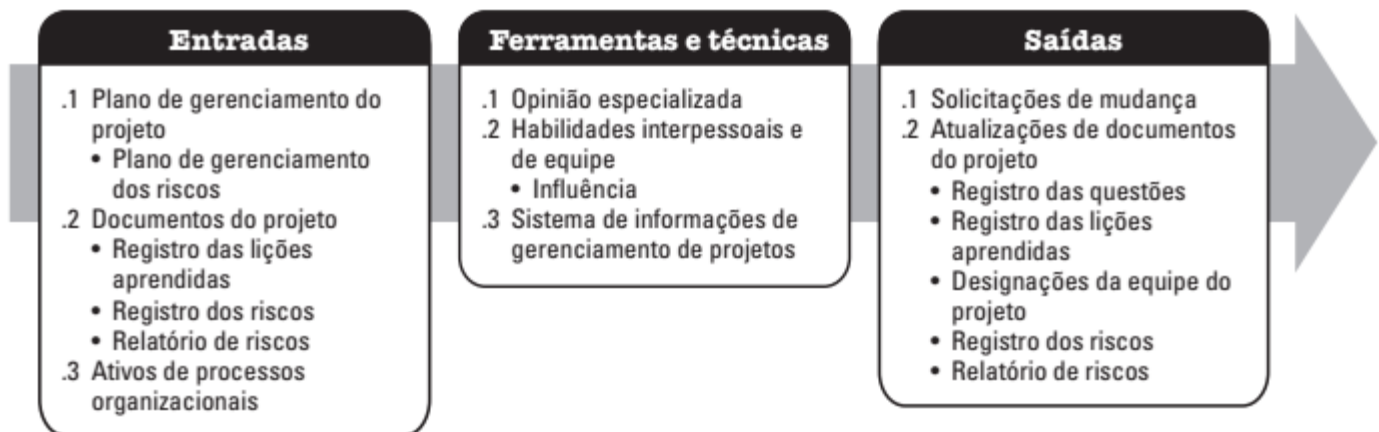 Entradas
.1 Plano de gerenciamento do
projeto
• Plano de gerenciamento
dos riscos
.2 Documentos do projeto
• Registro das lições
aprendidas
• Registro dos riscos
• Relatório de riscos
.3 Ativos de processos
organizacionais
Ferramentas e técnicas
.1 Opinião especializada
.2 Habilidades interpessoais e
de equipe
• Influência
.3 Sistema de informações de
gerenciamento de projetos
Saídas
.1 Solicitações de mudança
.2 Atualizações de documentos
do projeto
• Registro das questões
• Registro das lições
aprendidas
• Designações da equipe do
projeto
• Registro dos riscos
• Relatório de riscos